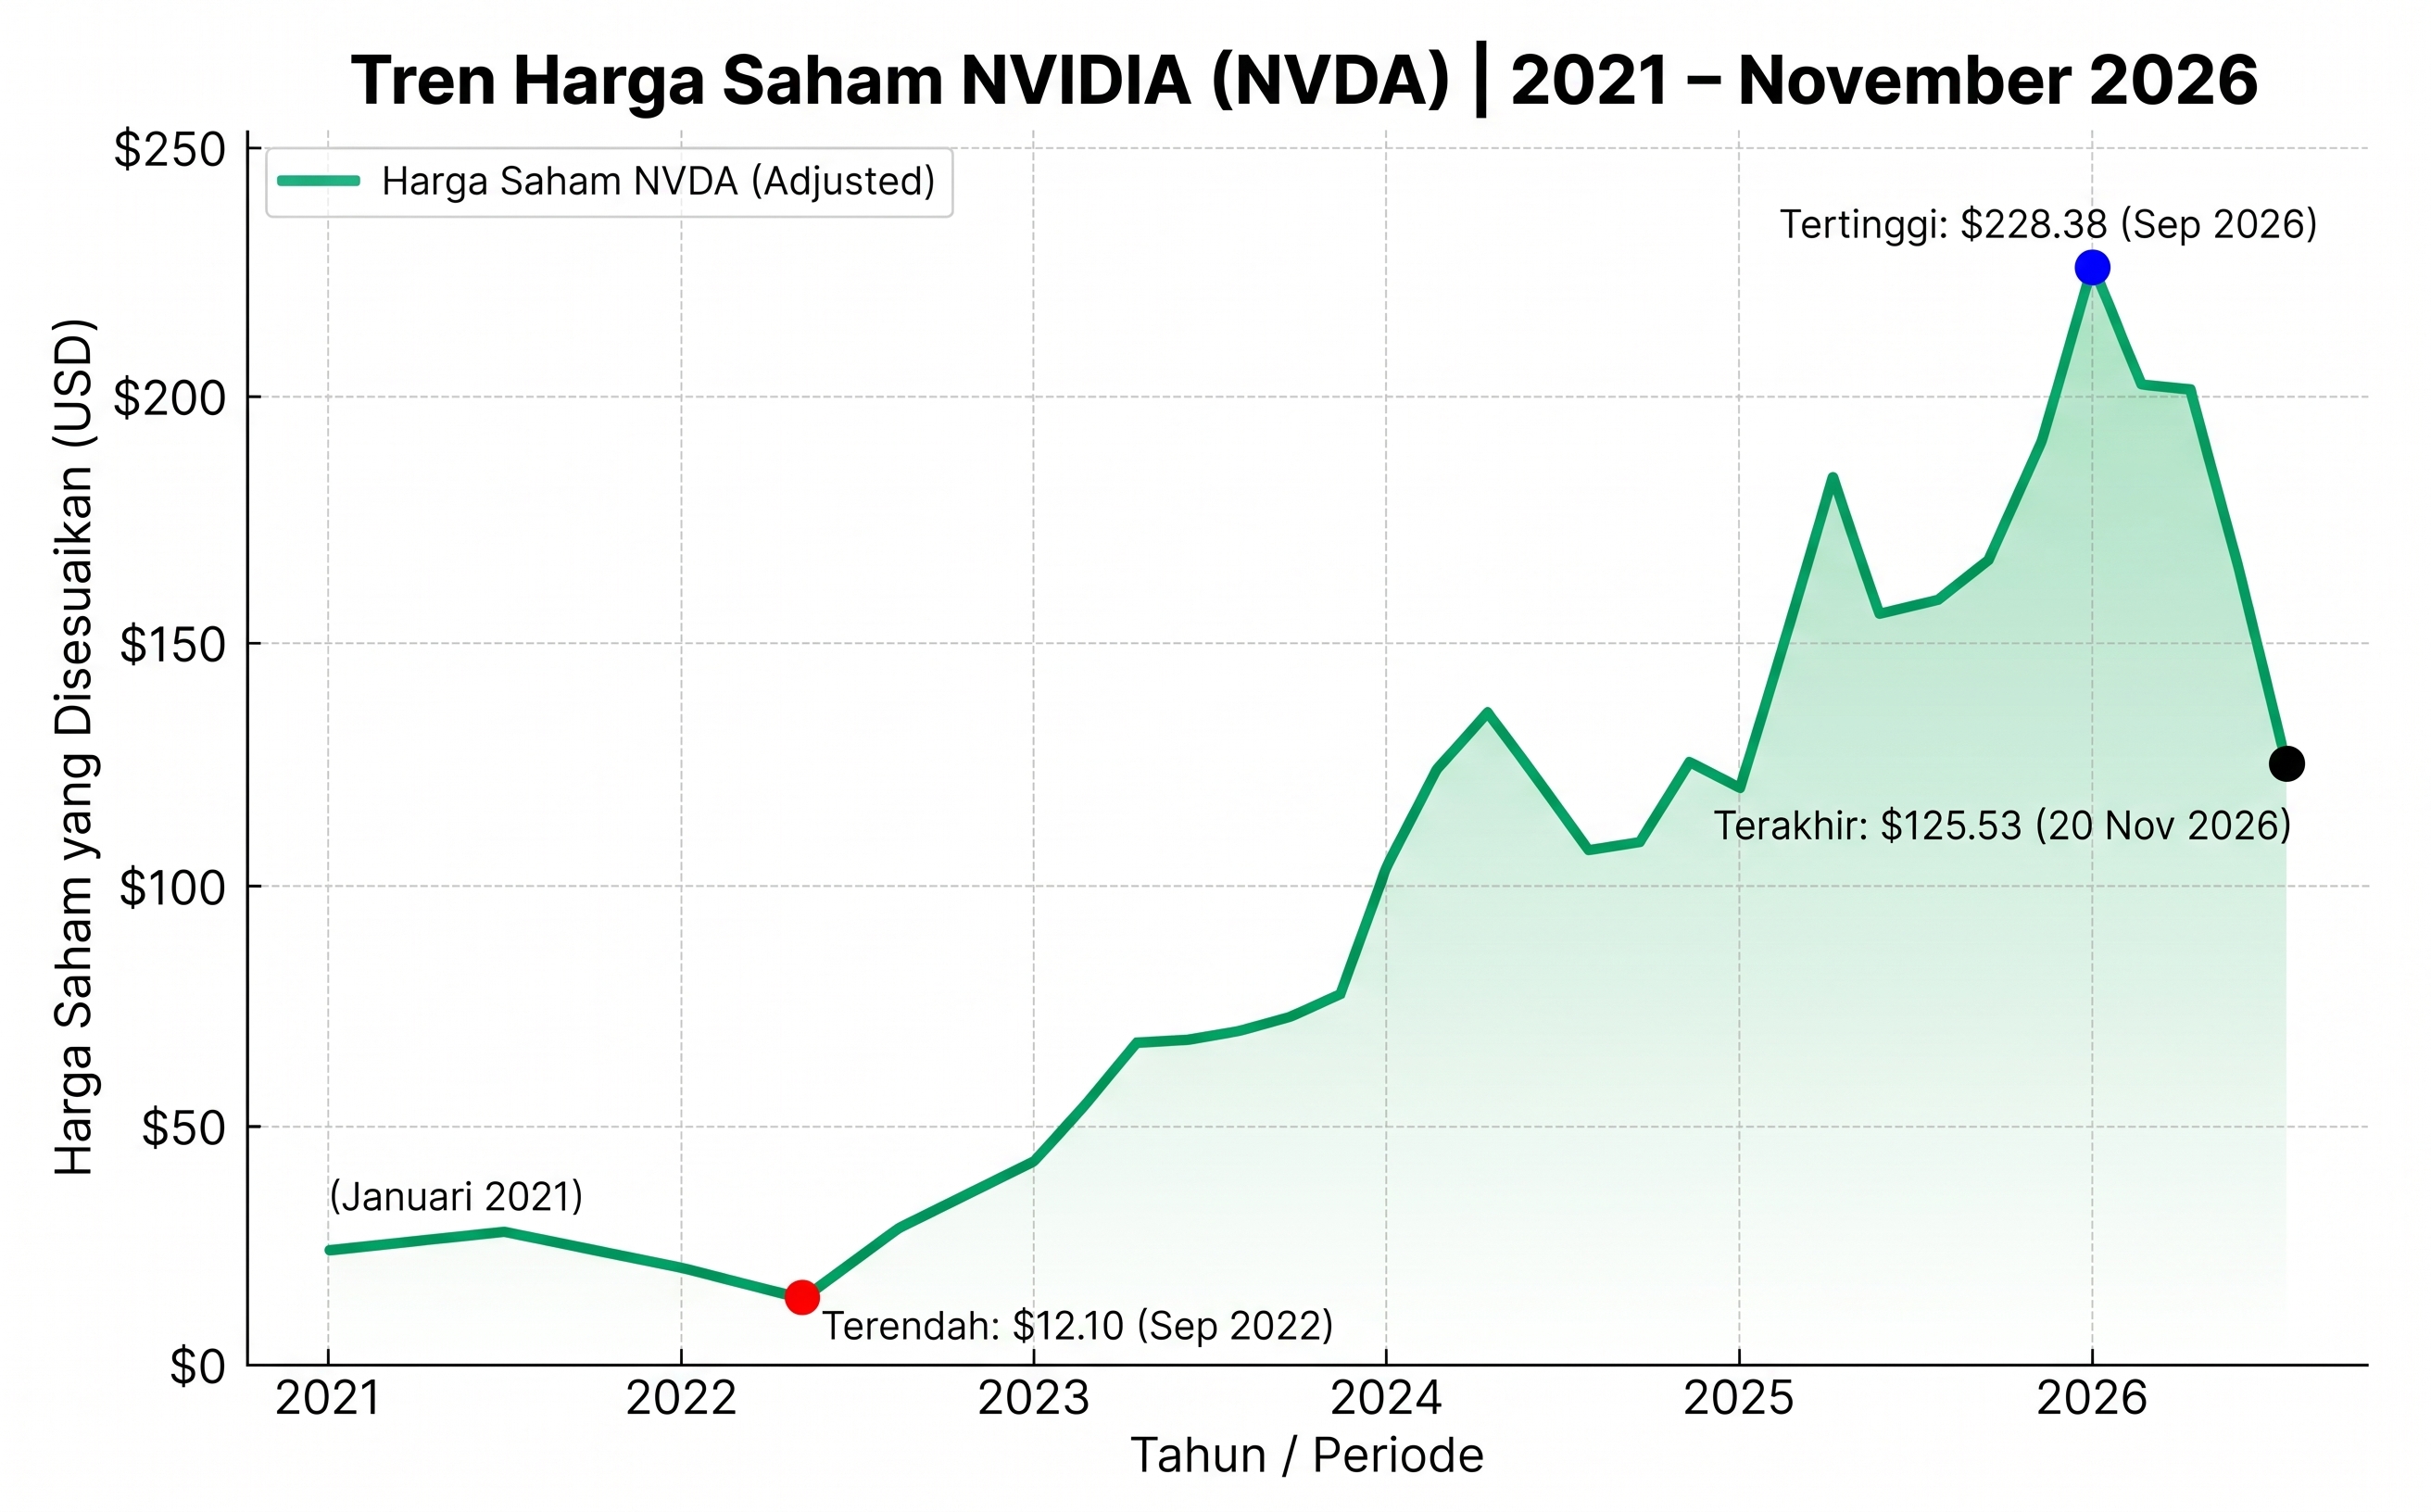 Tren Harga Saham NVIDIA (NVDA) | 2021 – November 2026
$250
Harga Saham NVDA (Adjusted)
Tertinggi: $228.38 (Sep 2026)
Harga Saham yang Disesuaikan (USD)
$200
$150
Terakhir: $125.53 (20 Nov 2026)
$100
$50
(Januari 2021)
Terendah: $12.10 (Sep 2022)
$0
2021 2022 2023 2024 2025 2026
Tahun / Periode